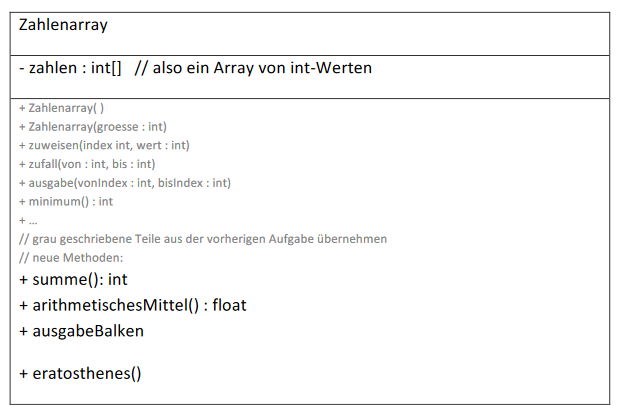 Zahlenarray
- zahlen : int[]   // also ein Array von int-Werten
+ Zahlenarray( )
+ Zahlenarray(groesse : int)
+ zuweisen(index int, wert : int)
+ zufall(von : int, bis : int)
+ ausgabe(vonIndex : int, bisIndex : int)
+ minimum() : int
+ …
// grau geschriebene Teile aus der vorherigen Aufgabe übernehmen
// neue Methoden:
+ summe(): int
+ arithmetischesMittel() : float
+ ausgabeBalken
+ eratosthenes()